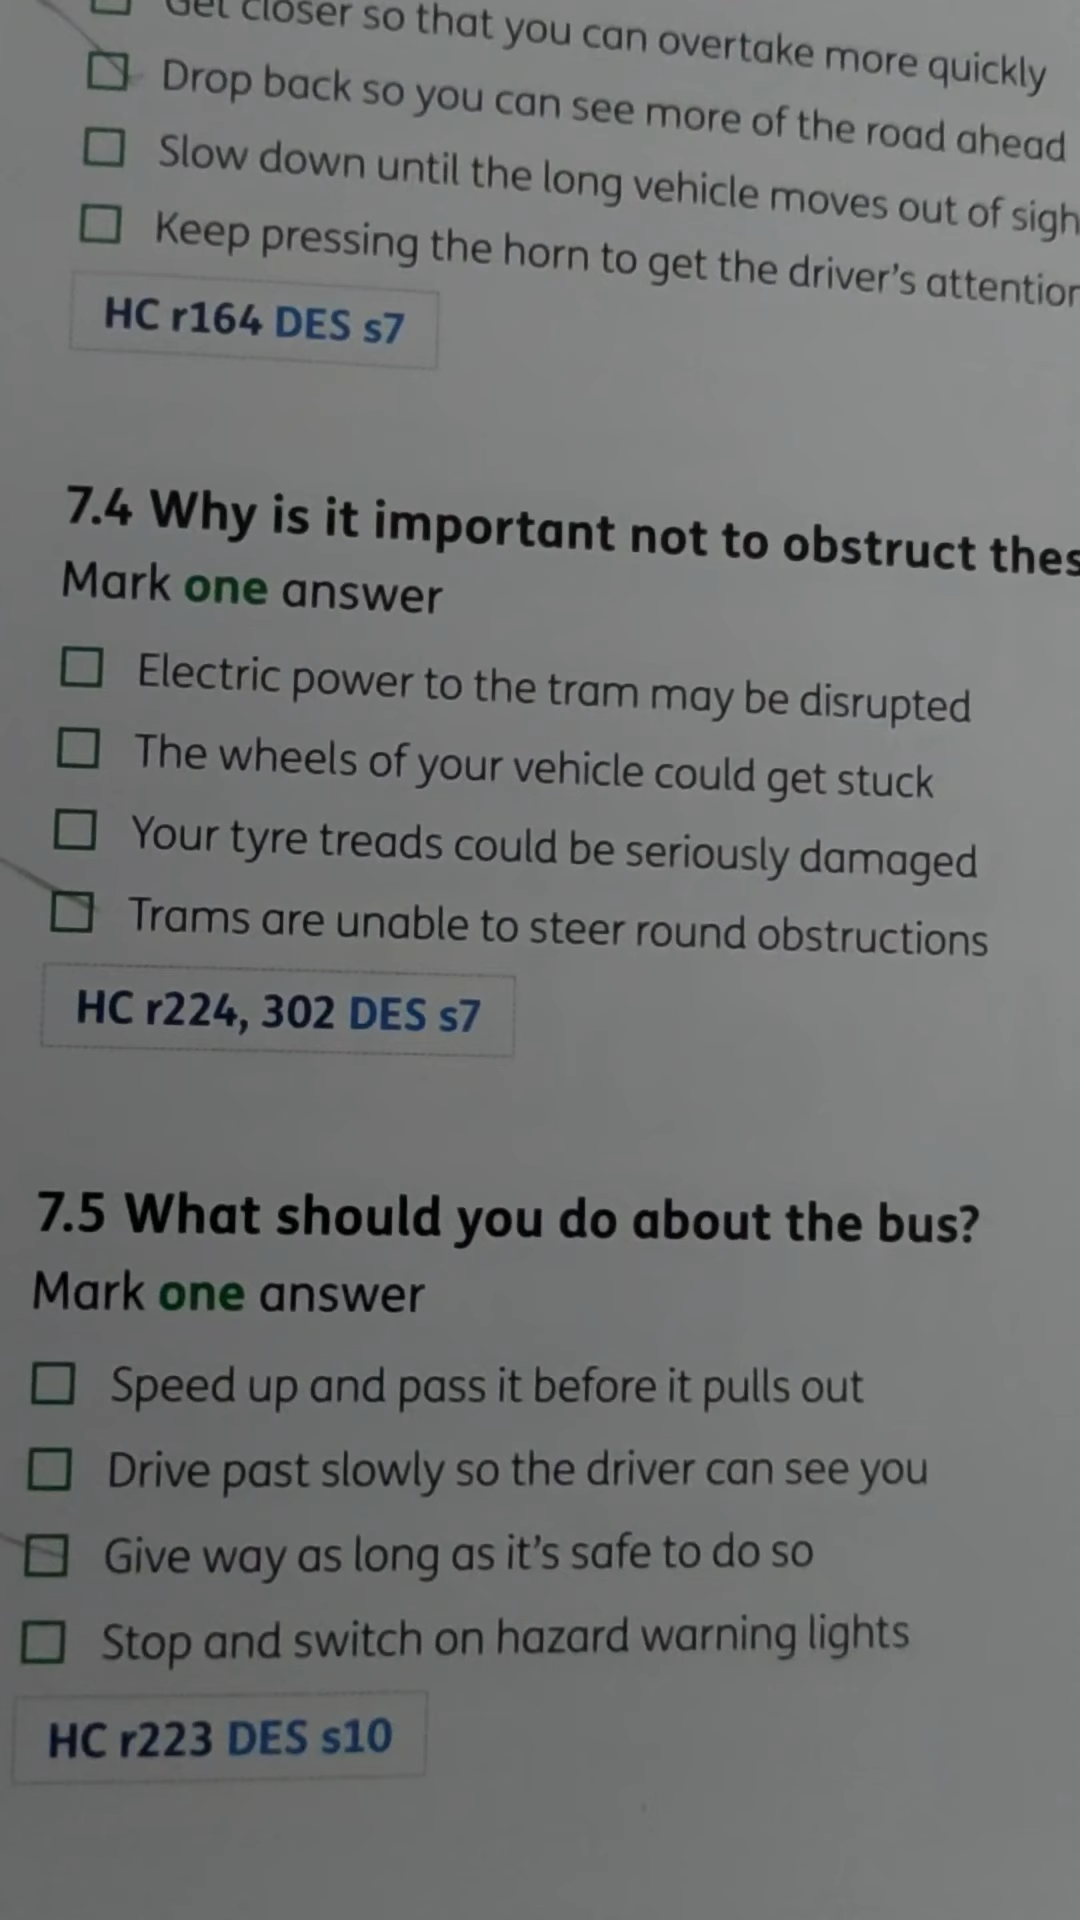 Get closer so that you can overtake more quickly
Drop back so you can see more of the road ahead
Slow down until the long vehicle moves out of sigh
Keep pressing the horn to get the driver's attention
HC r164 DES s7
7.4 Why is it important not to obstruct thes
Mark one answer
Electric power to the tram may be disrupted
The wheels of your vehicle could get stuck
Your tyre treads could be seriously damaged
Trams are unable to steer round obstructions
HC r224, 302 DES s7
7.5 What should you do about the bus?
Mark one answer
Speed up and pass it before it pulls out
Drive past slowly so the driver can see you
Give way as long as it's safe to do so
Stop and switch on hazard warning lights
HC r223 DES s10